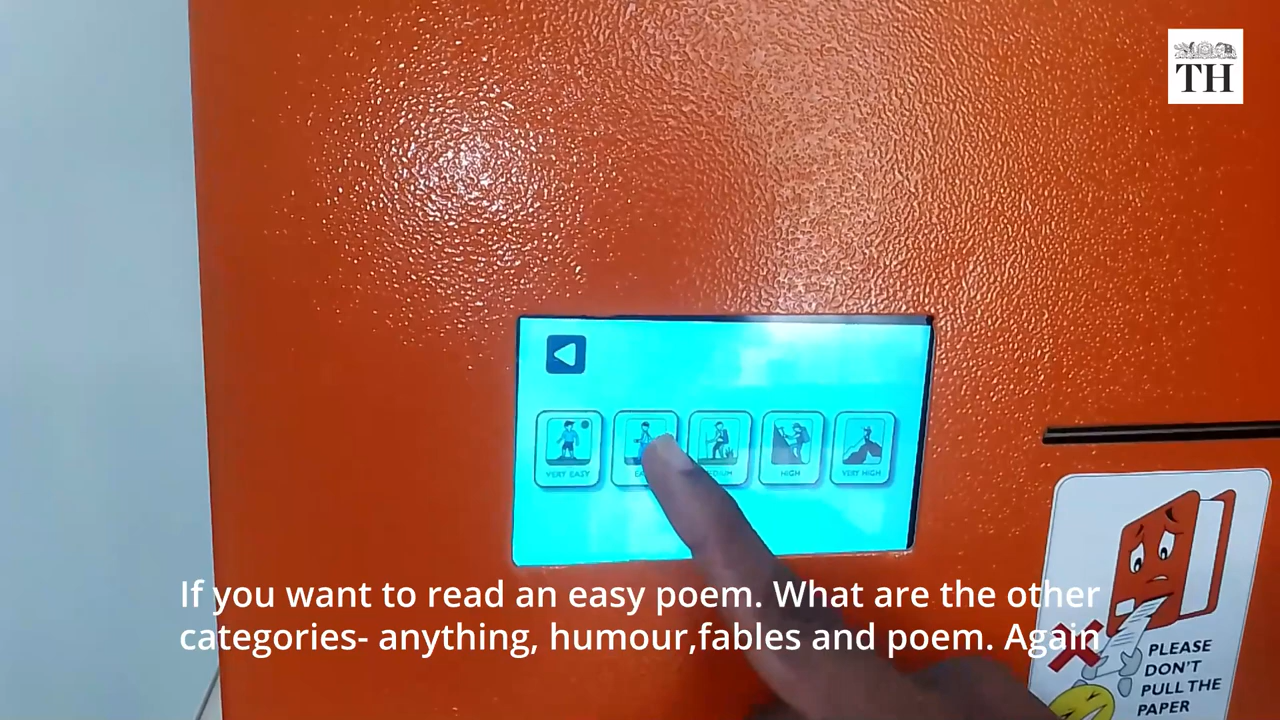 TH
VERY EASY
HIGH
VERY HIGH
PLEASE
DON'T
PULL THE
PAPER
If you want to read an easy poem. What are the other
categories- anything, humour,fables and poem. Again